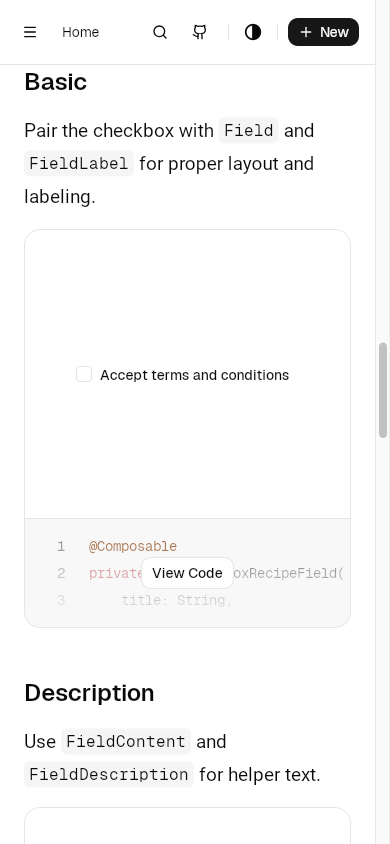 Home
New
Basic
Pair the checkbox with Field and
FieldLabel for proper layout and
labeling.
Accept terms and conditions
1 @Composable
2 private View Code oxRecipeField(
3 title: String,
Description
Use FieldContent and
FieldDescription for helper text.